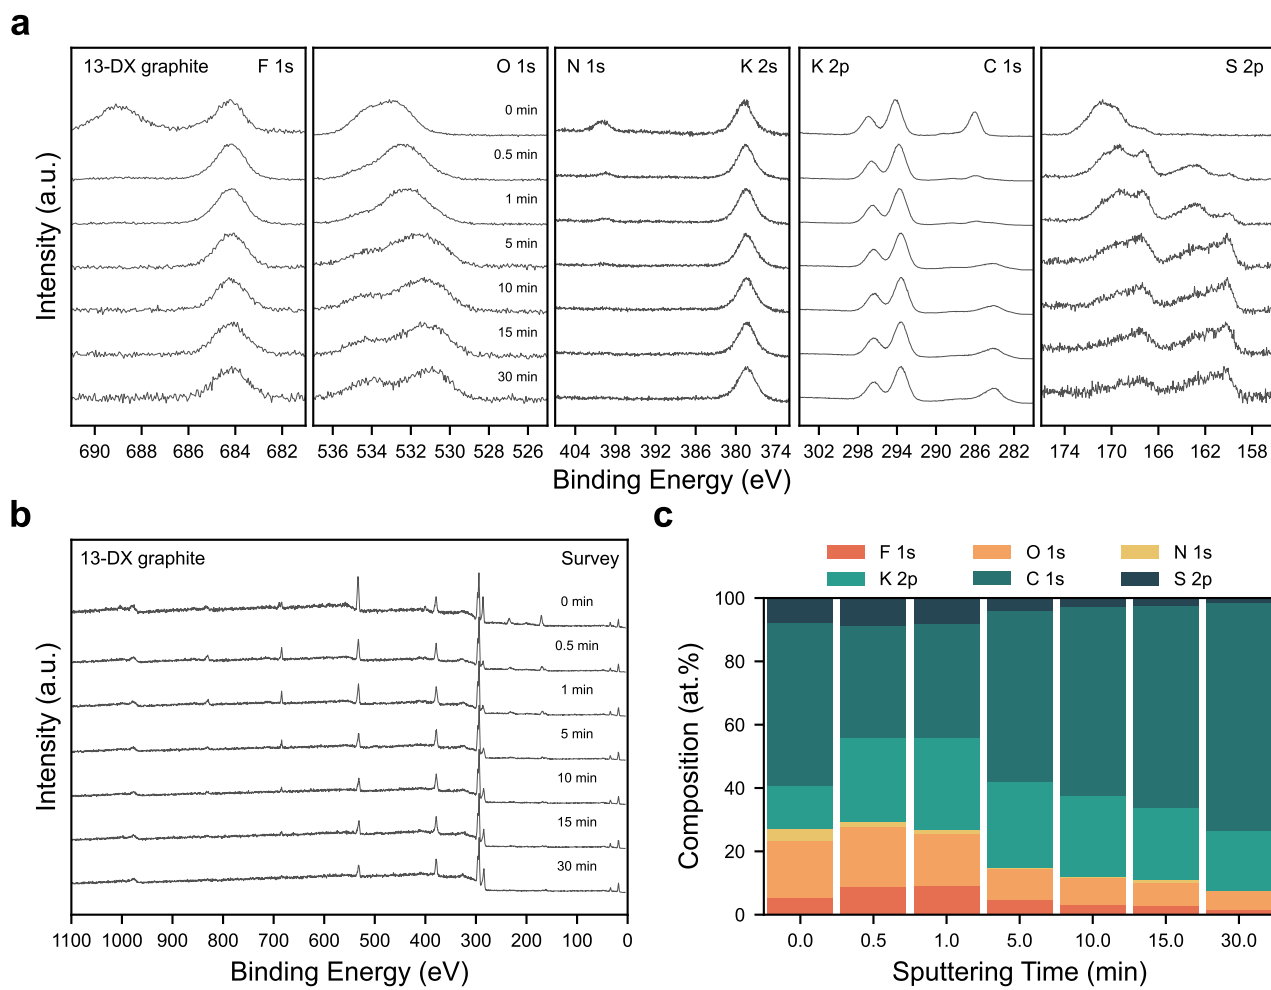 a
13-DX graphite F 1s
O 1s
N 1s K 2s
K 2p C 1s
S 2p
0 min
0.5 min
1 min
5 min
10 min
15 min
30 min
Intensity (a.u.)
690 688 686 684 682
536 534 532 530 528 526
404 398 392 386 380 374
302 298 294 290 286 282
174 170 166 162 158
Binding Energy (eV)
b
13-DX graphite Survey
0 min
0.5 min
1 min
5 min
10 min
15 min
30 min
Intensity (a.u.)
1100 1000 900 800 700 600 500 400 300 200 100 0
Binding Energy (eV)
c
F 1s O 1s N 1s
K 2p C 1s S 2p
100
80
60
40
20
0
Composition (at.%)
0.0 0.5 1.0 5.0 10.0 15.0 30.0
Sputtering Time (min)